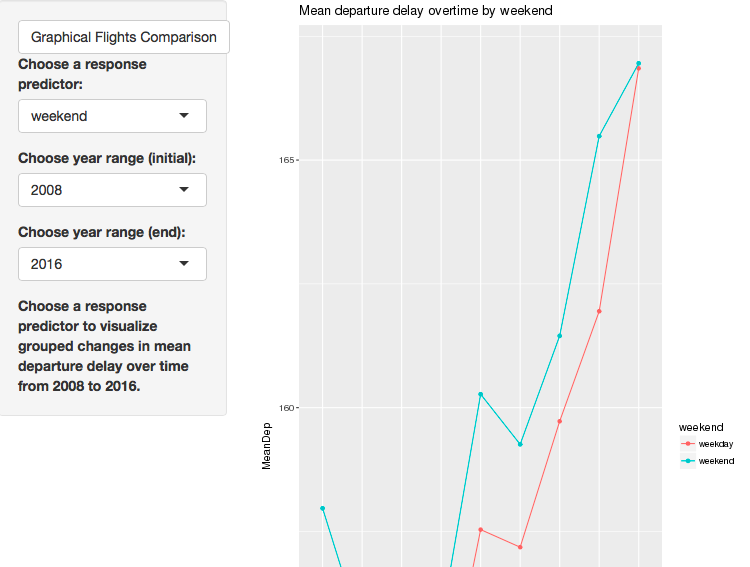 Graphical Flights Comparison
Choose a response
predictor:
weekend
Choose year range (initial):
2008
Choose year range (end):
2016
Choose a response
predictor to visualize
grouped changes in mean
departure delay over time
from 2008 to 2016.
Mean departure delay overtime by weekend
165
160
MeanDep
weekend
weekday
weekend